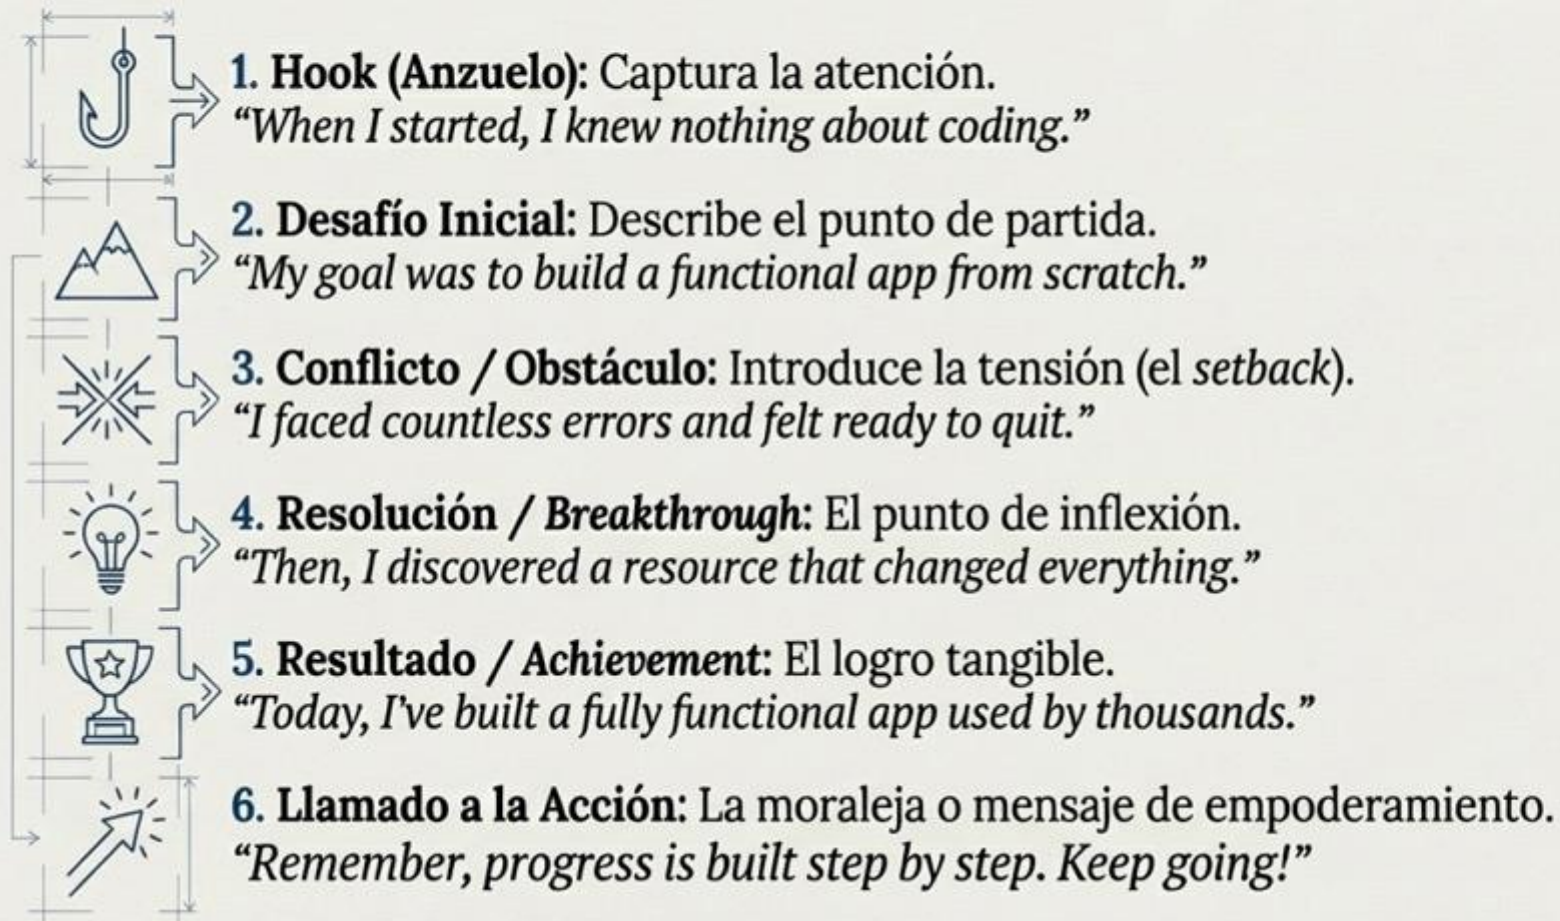 1. Hook (Anzuelo): Captura la atención.
“When I started, I knew nothing about coding.”
2. Desafío Inicial: Describe el punto de partida.
“My goal was to build a functional app from scratch.”
3. Conflicto / Obstáculo: Introduce la tensión (el setback).
“I faced countless errors and felt ready to quit.”
4. Resolución / Breakthrough: El punto de inflexión.
“Then, I discovered a resource that changed everything.”
5. Resultado / Achievement: El logro tangible.
“Today, I’ve built a fully functional app used by thousands.”
6. Llamado a la Acción: La moraleja o mensaje de empoderamiento.
“Remember, progress is built step by step. Keep going!”